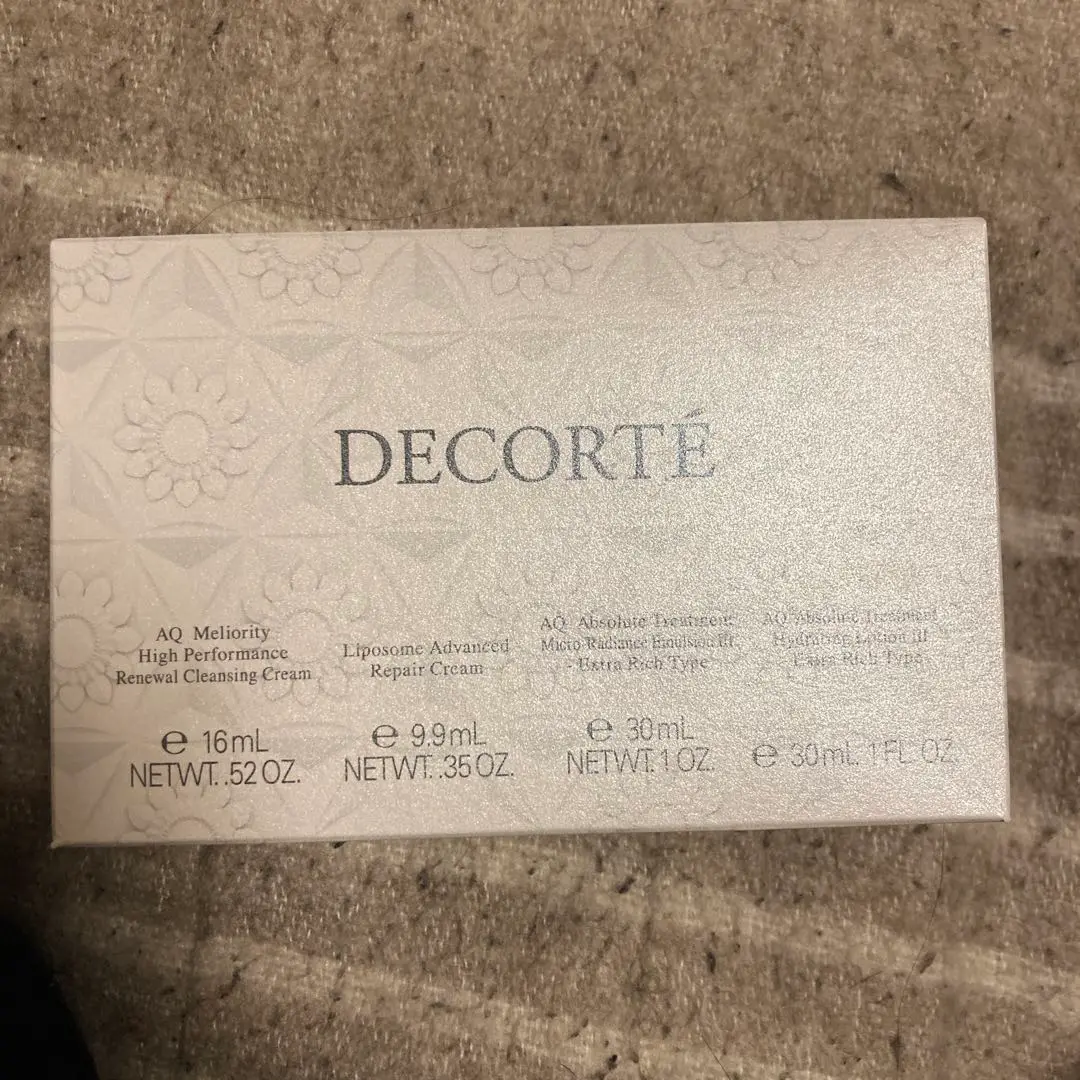 DECORTÉ
AQ Meliority
High Performance
Renewal Cleansing Cream
e 16mL
NETWT. .52 OZ.
Liposome Advanced
Repair Cream
e 9.9mL
NETWT. .35 OZ.
AQ Absolute Treatment
Micro-Radiance Emulsion III
- Extra Rich Type
e 30mL
NETWT. 1 OZ.
AQ Absolute Treatment
Hydrating Lotion III
Extra Rich Type
e 30mL 1 FL. OZ.